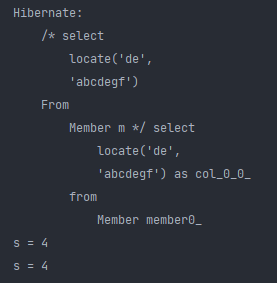 Hibernate:
    /* select
        locate('de',
        'abcdegf')
    From
        Member m */ select
            locate('de',
            'abcdegf') as col_0_0_
        from
            Member member0_
s = 4
s = 4